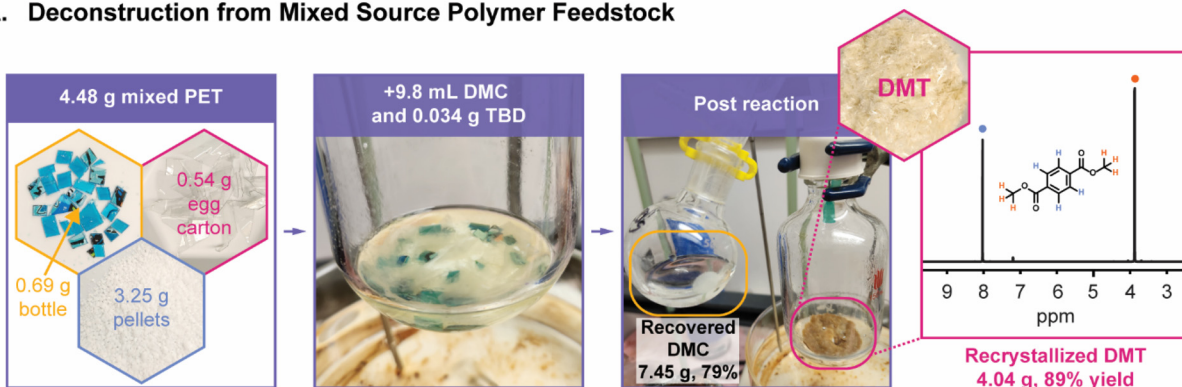 . Deconstruction from Mixed Source Polymer Feedstock
4.48 g mixed PET
0.54 g
egg
carton
0.69 g
bottle
3.25 g
pellets
+9.8 mL DMC
and 0.034 g TBD
Post reaction
Recovered
DMC
7.45 g, 79%
DMT
H H
H
O
O
H
H
H
O
O
H
H
H
H
9 8 7 6 5 4 3
ppm
Recrystallized DMT
4.04 g, 89% yield